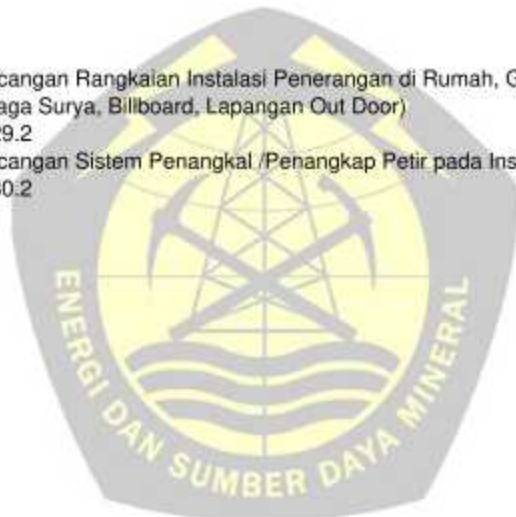 cangan Rangkaian Instalasi Penerangan di Rumah, G
aga Surya, Billboard, Lapangan Out Door)
29.2
cangan Sistem Penangkal /Penangkap Petir pada Ins
30.2
ENERGI DAN SUMBER DAYA MINERAL